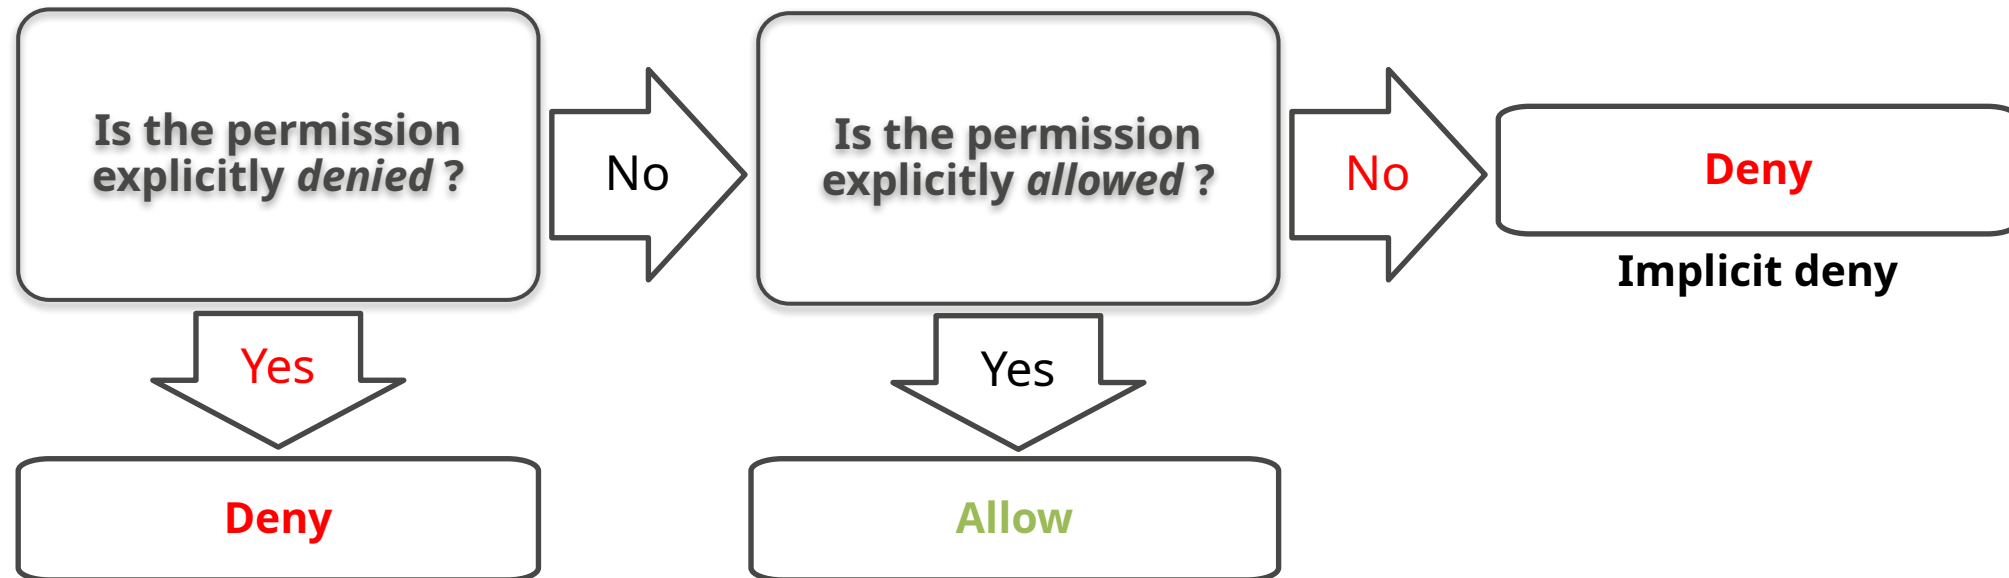 Is the permission
explicitly denied ?
No
Is the permission
explicitly allowed ?
No
Deny
Implicit deny
Yes
Yes
Deny
Allow